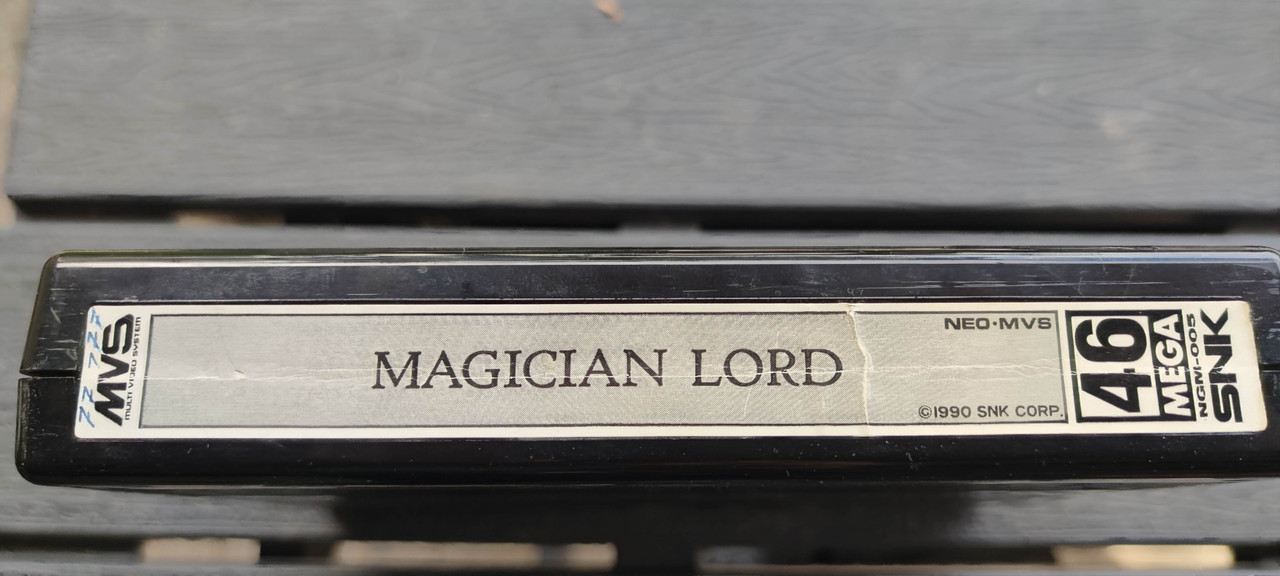 MVS
MULTI VIDEO SYSTEM
MAGICIAN LORD
NEO·MVS
©1990 SNK CORP.
46
MEGA
NGM-005
SNK